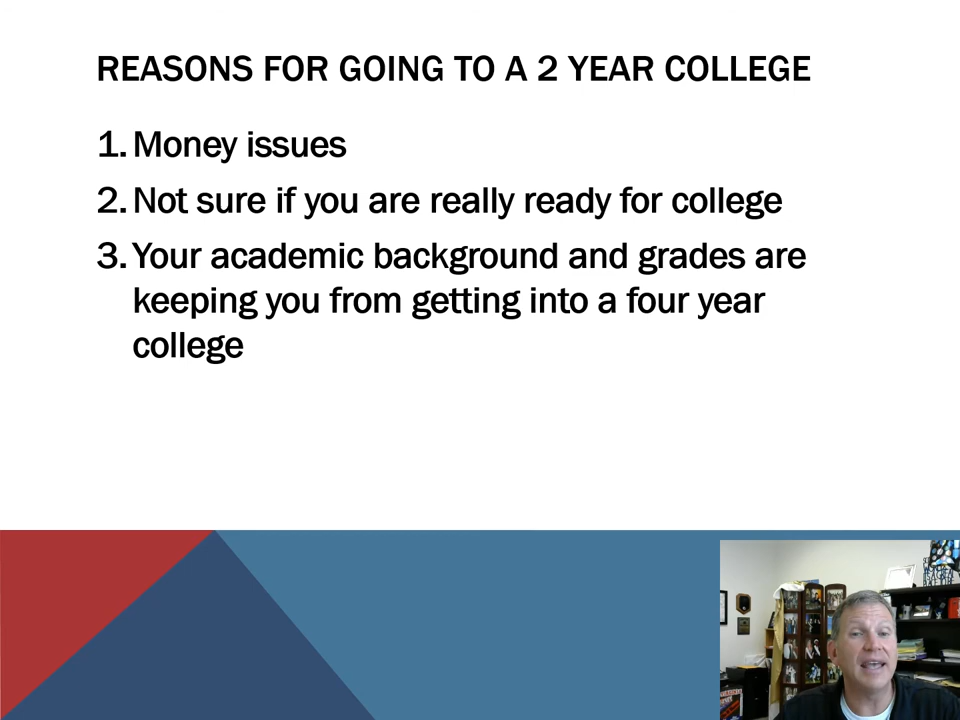 REASONS FOR GOING TO A 2 YEAR COLLEGE
1. Money issues
2. Not sure if you are really ready for college
3. Your academic background and grades are
keeping you from getting into a four year
college